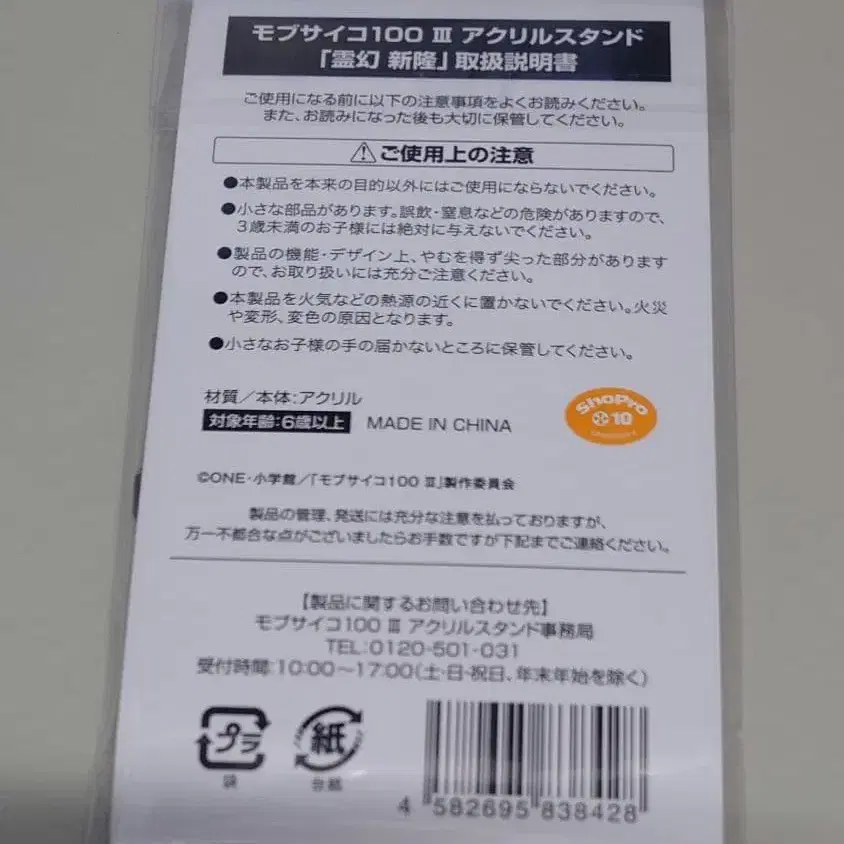 モブサイコ100 Ⅲ アクリルスタンド
「霊幻 新隆」取扱説明書
ご使用になる前に以下の注意事項をよくお読みください。
また、お読みになった後も大切に保管してください。
⚠ご使用上の注意
●本製品を本来の目的以外にはご使用にならないでください。
●小さな部品があります。誤飲・窒息などの危険がありますので、
3歳未満のお子様には絶対に与えないでください。
●製品の機能・デザイン上、やむを得ず尖った部分があります
ので、お取り扱いには充分ご注意ください。
●本製品を火気などの熱源の近くに置かないでください。火災
や変形、変色の原因となります。
●小さなお子様の手の届かないところに保管してください。
材質／本体:アクリル
対象年齢:6歳以上 MADE IN CHINA
ShoPro
10
©ONE・小学館／「モブサイコ100 Ⅲ」製作委員会
製品の管理、発送には充分な注意を払っておりますが、
万一不都合な点がございましたらお手数ですが下記までご連絡ください。
【製品に関するお問い合わせ先】
モブサイコ100 Ⅲ アクリルスタンド事務局
TEL:0120-501-031
受付時間:10:00〜17:00(土・日・祝日、年末年始を除く)
プラ 紙
袋 台紙
4 582695 838428